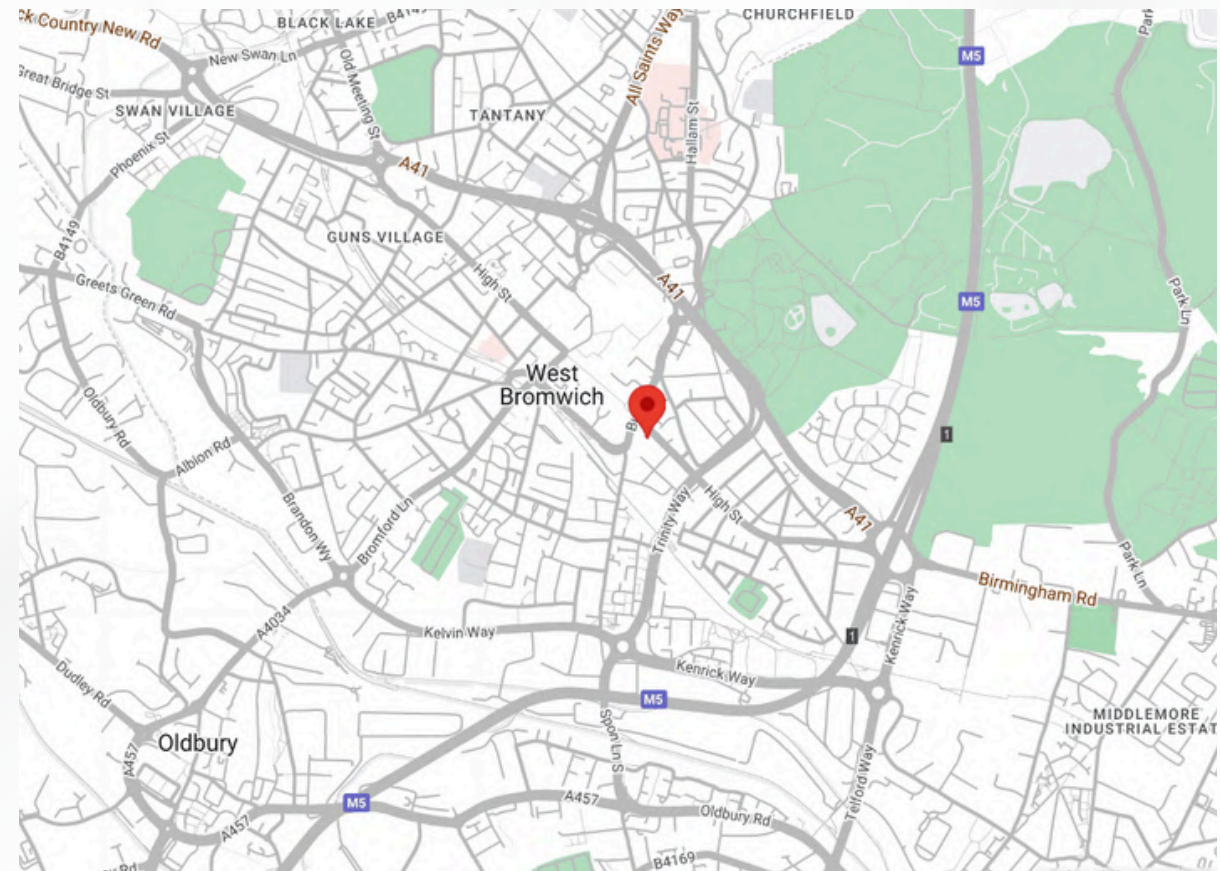 CHURCHFIELD
BLACK LAKE
B4149
ck Country New Rd
New Swan Ln
Old Meeting St
All Saints Way
M5
Great Bridge St
SWAN VILLAGE
TANTANY
Hallam St
Phoenix St
A41
B4149
GUNS VILLAGE
High St
A41
Greets Green Rd
M5
Park Ln
West
Bromwich
Oldbury Rd
Albion Rd
1
Brandon Wy
Bromford Ln
Trinity Way
High St
A41
Birmingham Rd
Park Ln
A4034
Kelvin Way
1
Kenrick Way
Kenrick Way
Dudley Rd
M5
Spon Ln S
MIDDLEMORE
INDUSTRIAL ESTAT
Oldbury
A457
Telford Way
M5
A457
Oldbury Rd
A457
B4169
Rd